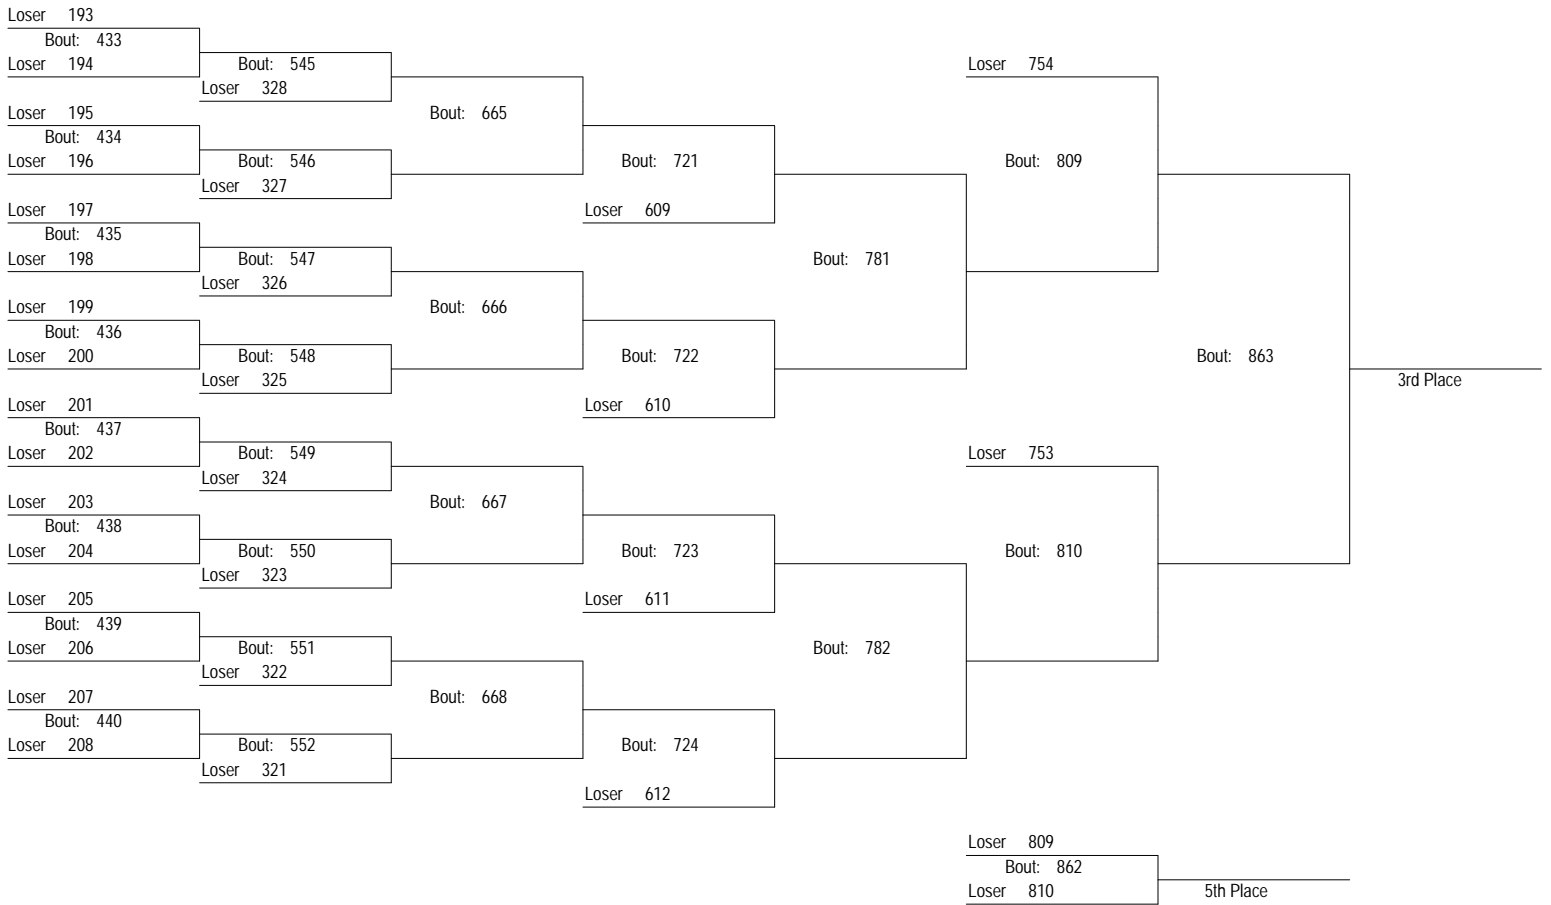 Loser 193
Bout: 433
Loser 194
Bout: 545
Loser 754
Loser 328
Loser 195
Bout: 665
Bout: 434
Loser 196
Bout: 546
Bout: 721
Bout: 809
Loser 327
Loser 197
Loser 609
Bout: 435
Loser 198
Bout: 547
Bout: 781
Loser 326
Loser 199
Bout: 666
Bout: 436
Loser 200
Bout: 548
Bout: 722
Bout: 863
Loser 325
3rd Place
Loser 201
Loser 610
Bout: 437
Loser 202
Bout: 549
Loser 753
Loser 324
Loser 203
Bout: 667
Bout: 438
Loser 204
Bout: 550
Bout: 723
Bout: 810
Loser 323
Loser 205
Loser 611
Bout: 439
Loser 206
Bout: 551
Bout: 782
Loser 322
Loser 207
Bout: 668
Bout: 440
Loser 208
Bout: 552
Bout: 724
Loser 321
Loser 612
Loser 809
Bout: 862
Loser 810
5th Place